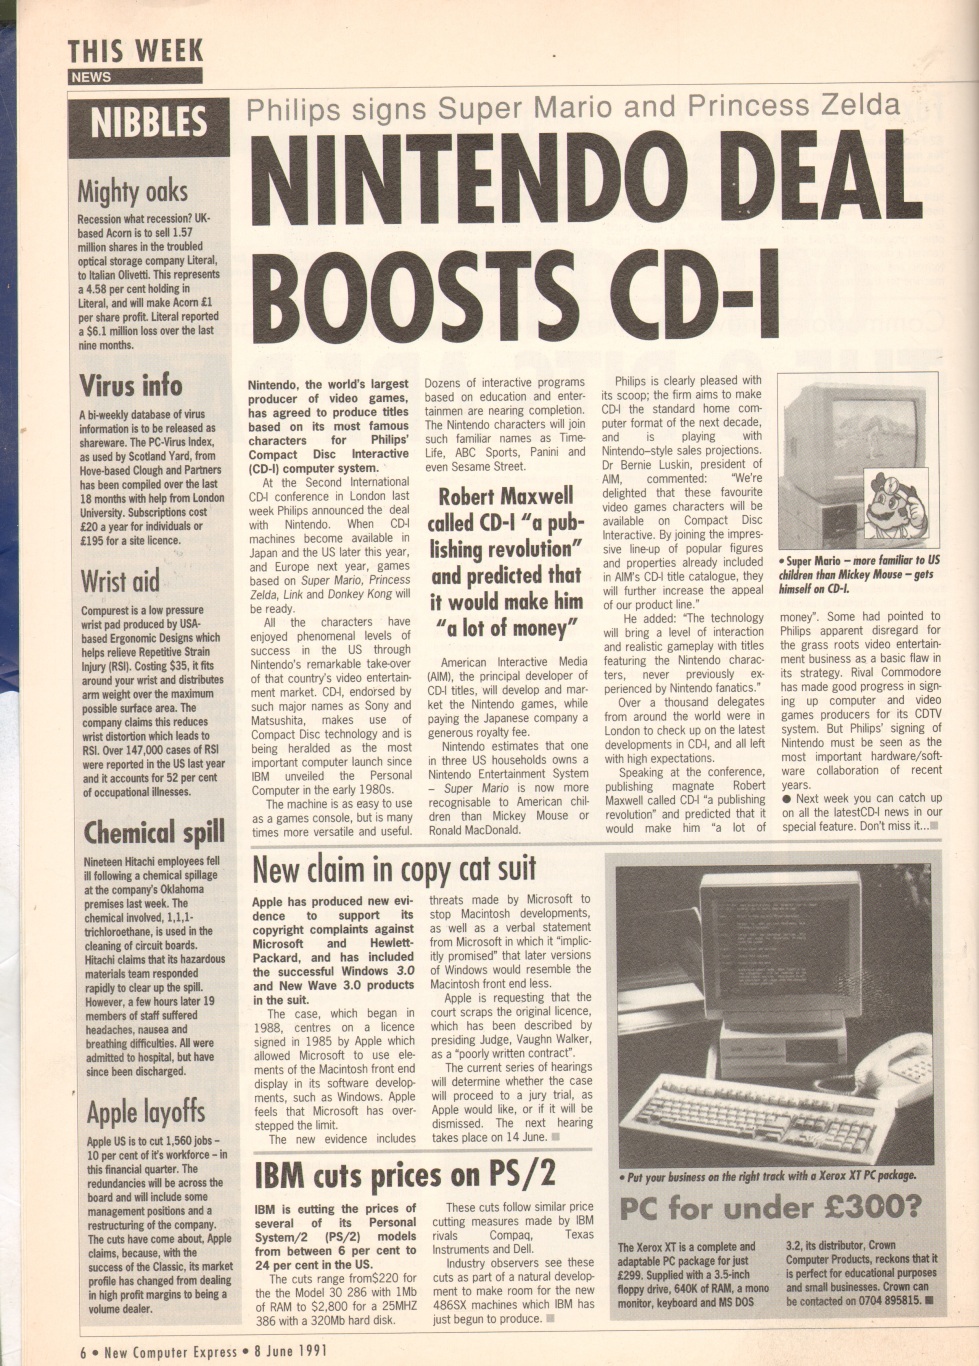 THIS WEEK
NEWS
NIBBLES
Mighty oaks
Recession what recession? UK-
based Acorn is to sell 1.57
million shares in the troubled
optical storage company Literal,
to Italian Olivetti. This represents
a 4.58 per cent holding in
Literal, and will make Acorn £1
per share profit. Literal reported
a $6.1 million loss over the last
nine months.
Virus info
A bi-weekly database of virus
information is to be released as
shareware. The PC-Virus Index,
as used by Scotland Yard, from
Hove-based Clough and Partners
has been compiled over the last
18 months with help from London
University. Subscriptions cost
£20 a year for individuals or
£195 for a site licence.
Wrist aid
Compurest is a low pressure
wrist pad produced by USA-
based Ergonomic Designs which
helps relieve Repetitive Strain
Injury (RSI). Costing $35, it fits
around your wrist and distributes
arm weight over the maximum
possible surface area. The
company claims this reduces
wrist distortion which leads to
RSI. Over 147,000 cases of RSI
were reported in the US last year
and it accounts for 52 per cent
of occupational illnesses.
Chemical spill
Nineteen Hitachi employees fell
ill following a chemical spillage
at the company's Oklahoma
premises last week. The
chemical involved, 1,1,1-
trichloroethane, is used in the
cleaning of circuit boards.
Hitachi claims that its hazardous
materials team responded
rapidly to clear up the spill.
However, a few hours later 19
members of staff suffered
headaches, nausea and
breathing difficulties. All were
admitted to hospital, but have
since been discharged.
Apple layoffs
Apple US is to cut 1,560 jobs –
10 per cent of it's workforce – in
this financial quarter. The
redundancies will be across the
board and will include some
management positions and a
restructuring of the company.
The cuts have come about, Apple
claims, because, with the
success of the Classic, its market
profile has changed from dealing
in high profit margins to being a
volume dealer.
Philips signs Super Mario and Princess Zelda
NINTENDO DEAL
BOOSTS CD-I
Nintendo, the world's largest
producer of video games,
has agreed to produce titles
based on its most famous
characters for Philips'
Compact Disc Interactive
(CD-I) computer system.
At the Second International
CD-I conference in London last
week Philips announced the deal
with Nintendo. When CD-I
machines become available in
Japan and the US later this year,
and Europe next year, games
based on Super Mario, Princess
Zelda, Link and Donkey Kong will
be ready.
All the characters have
enjoyed phenomenal levels of
success in the US through
Nintendo's remarkable take-over
of that country's video entertain-
ment market. CD-I, endorsed by
such major names as Sony and
Matsushita, makes use of
Compact Disc technology and is
being heralded as the most
important computer launch since
IBM unveiled the Personal
Computer in the early 1980s.
The machine is as easy to use
as a games console, but is many
times more versatile and useful.
Dozens of interactive programs
based on education and enter-
tainmen are nearing completion.
The Nintendo characters will join
such familiar names as Time-
Life, ABC Sports, Panini and
even Sesame Street.
Robert Maxwell
called CD-I "a pub-
lishing revolution"
and predicted that
it would make him
"a lot of money"
American Interactive Media
(AIM), the principal developer of
CD-I titles, will develop and mar-
ket the Nintendo games, while
paying the Japanese company a
generous royalty fee.
Nintendo estimates that one
in three US households owns a
Nintendo Entertainment System
– Super Mario is now more
recognisable to American chil-
dren than Mickey Mouse or
Ronald MacDonald.
Philips is clearly pleased with
its scoop; the firm aims to make
CD-I the standard home com-
puter format of the next decade,
and is playing with
Nintendo–style sales projections.
Dr Bernie Luskin, president of
AIM, commented: "We're
delighted that these favourite
video games characters will be
available on Compact Disc
Interactive. By joining the impres-
sive line-up of popular figures
and properties already included
in AIM's CD-I title catalogue, they
will further increase the appeal
of our product line."
He added: "The technology
will bring a level of interaction
and realistic gameplay with titles
featuring the Nintendo charac-
ters, never previously ex-
perienced by Nintendo fanatics."
Over a thousand delegates
from around the world were in
London to check up on the latest
developments in CD-I, and all left
with high expectations.
Speaking at the conference,
publishing magnate Robert
Maxwell called CD-I "a publishing
revolution" and predicted that it
would make him "a lot of
• Super Mario – more familiar to US
children than Mickey Mouse – gets
himself on CD-I.
money". Some had pointed to
Philips apparent disregard for
the grass roots video entertain-
ment business as a basic flaw in
its strategy. Rival Commodore
has made good progress in sign-
ing up computer and video
games producers for its CDTV
system. But Philips' signing of
Nintendo must be seen as the
most important hardware/soft-
ware collaboration of recent
years.
● Next week you can catch up
on all the latestCD-I news in our
special feature. Don't miss it...
New claim in copy cat suit
Apple has produced new evi-
dence to support its
copyright complaints against
Microsoft and Hewlett-
Packard, and has included
the successful Windows 3.0
and New Wave 3.0 products
in the suit.
The case, which began in
1988, centres on a licence
signed in 1985 by Apple which
allowed Microsoft to use ele-
ments of the Macintosh front end
display in its software develop-
ments, such as Windows. Apple
feels that Microsoft has over-
stepped the limit.
The new evidence includes
threats made by Microsoft to
stop Macintosh developments,
as well as a verbal statement
from Microsoft in which it "implic-
itly promised" that later versions
of Windows would resemble the
Macintosh front end less.
Apple is requesting that the
court scraps the original licence,
which has been described by
presiding Judge, Vaughn Walker,
as a "poorly written contract".
The current series of hearings
will determine whether the case
will proceed to a jury trial, as
Apple would like, or if it will be
dismissed. The next hearing
takes place on 14 June.
IBM cuts prices on PS/2
IBM is cutting the prices of
several of its Personal
System/2 (PS/2) models
from between 6 per cent to
24 per cent in the US.
The cuts range from$220 for
the the Model 30 286 with 1Mb
of RAM to $2,800 for a 25MHZ
386 with a 320Mb hard disk.
These cuts follow similar price
cutting measures made by IBM
rivals Compaq, Texas
Instruments and Dell.
Industry observers see these
cuts as part of a natural develop-
ment to make room for the new
486SX machines which IBM has
just begun to produce.
• Put your business on the right track with a Xerox XT PC package.
PC for under £300?
The Xerox XT is a complete and
adaptable PC package for just
£299. Supplied with a 3.5-inch
floppy drive, 640K of RAM, a mono
monitor, keyboard and MS DOS
3.2, its distributor, Crown
Computer Products, reckons that it
is perfect for educational purposes
and small businesses. Crown can
be contacted on 0704 895815.
6 • New Computer Express • 8 June 1991